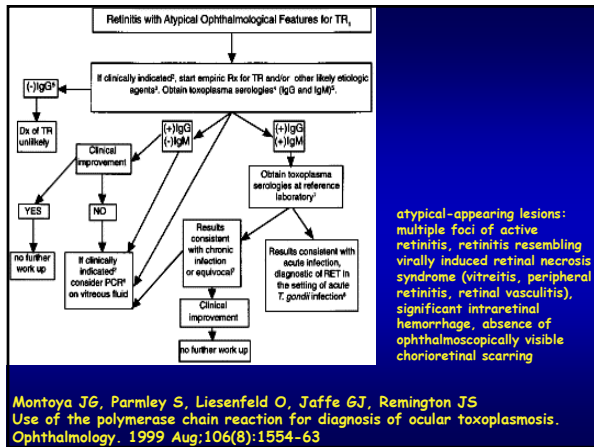 Retinitis with Atypical Ophthalmological Features for TR1
If clinically indicated2, start empiric Rx for TR and/or other likely etiologic
agents3. Obtain toxoplasma serologies4 (IgG and IgM)5.
(-)IgG6
Dx of TR
unlikely
(+)IgG
(-)IgM
(+)IgG
(+)IgM
Clinical
improvement
YES
NO
no further
work up
If clinically
indicated7
consider PCR8
on vitreous fluid
Obtain toxoplasma
serologies at reference
laboratory
Results
consistent
with chronic
infection
or equivocal
Results consistent with
acute infection,
diagnostic of RET in
the setting of acute
T. gondii infection
Clinical
improvement
no further work up
atypical-appearing lesions:
multiple foci of active
retinitis, retinitis resembling
virally induced retinal necrosis
syndrome (vitreitis, peripheral
retinitis, retinal vasculitis),
significant intraretinal
hemorrhage, absence of
ophthalmoscopically visible
chorioretinal scarring
Montoya JG, Parmley S, Liesenfeld O, Jaffe GJ, Remington JS
Use of the polymerase chain reaction for diagnosis of ocular toxoplasmosis.
Ophthalmology. 1999 Aug;106(8):1554-63